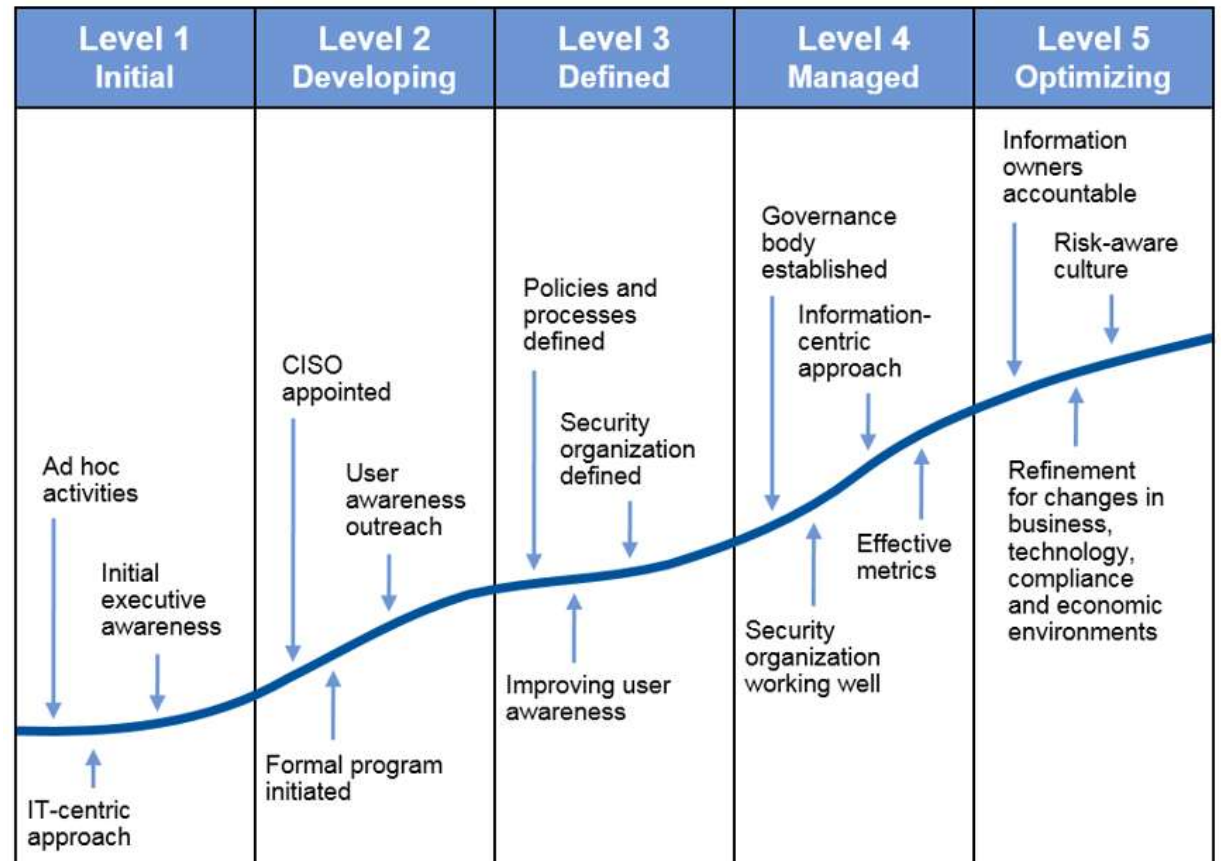 Level 1
Initial
Level 2
Developing
Level 3
Defined
Level 4
Managed
Level 5
Optimizing
Ad hoc
activities
Initial
executive
awareness
IT-centric
approach
CISO
appointed
User
awareness
outreach
Formal program
initiated
Policies and
processes
defined
Security
organization
defined
Improving user
awareness
Governance
body
established
Information-
centric
approach
Effective
metrics
Security
organization
working well
Information
owners
accountable
Risk-aware
culture
Refinement
for changes in
business,
technology,
compliance
and economic
environments